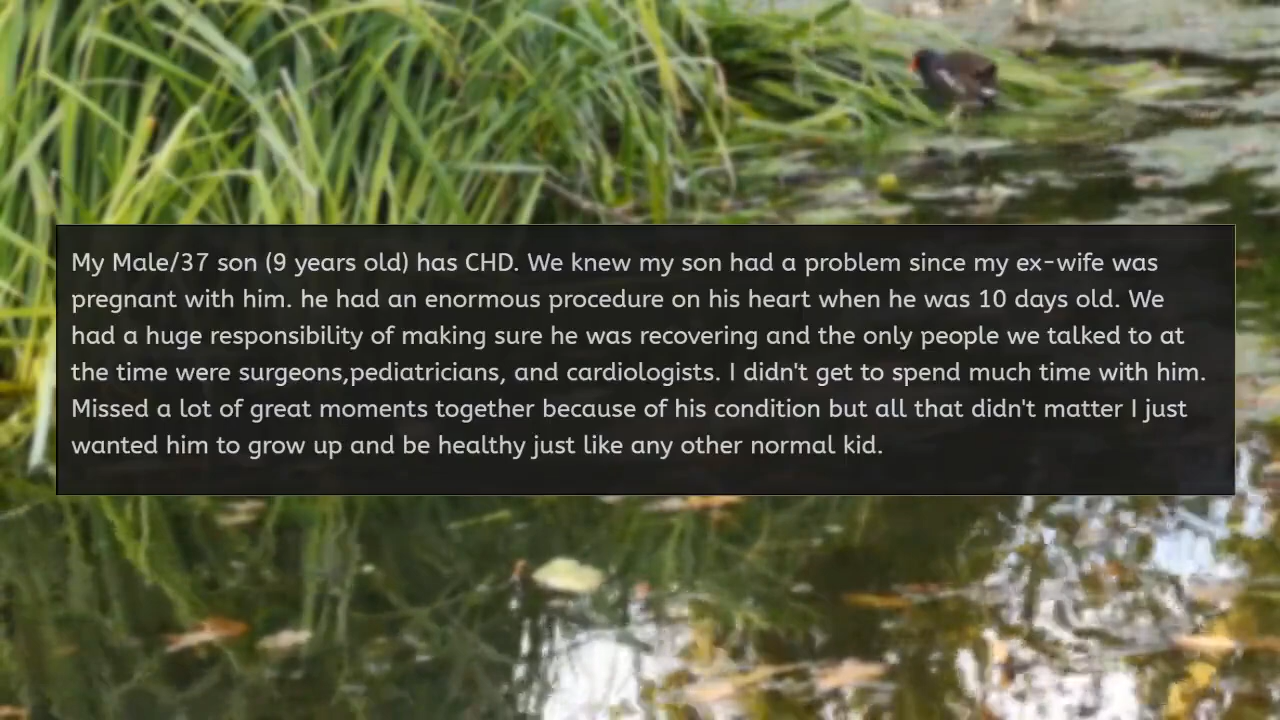 My Male/37 son (9 years old) has CHD. We knew my son had a problem since my ex-wife was
pregnant with him. he had an enormous procedure on his heart when he was 10 days old. We
had a huge responsibility of making sure he was recovering and the only people we talked to at
the time were surgeons,pediatricians, and cardiologists. I didn't get to spend much time with him.
Missed a lot of great moments together because of his condition but all that didn't matter I just
wanted him to grow up and be healthy just like any other normal kid.